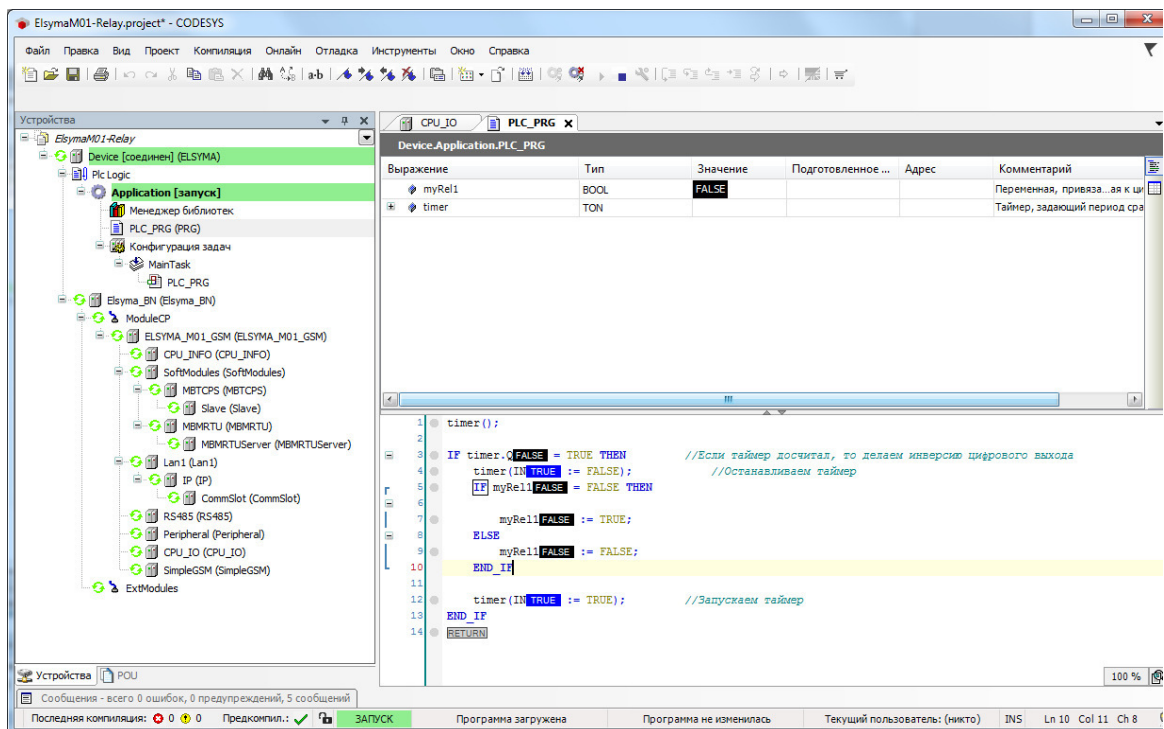 ElsymaM01-Relay.project* - CODESYS
Файл Правка Вид Проект Компиляция Онлайн Отладка Инструменты Окно Справка
Устройства
ElsymaM01-Relay
Device [соединен] (ELSYMA)
Plc Logic
Application [запуск]
Менеджер библиотек
PLC_PRG (PRG)
Конфигурация задач
MainTask
PLC_PRG
Elsyma_BN (Elsyma_BN)
ModuleCP
ELSYMA_M01_GSM (ELSYMA_M01_GSM)
CPU_INFO (CPU_INFO)
SoftModules (SoftModules)
MBTCPS (MBTCPS)
Slave (Slave)
MBMRTU (MBMRTU)
MBMRTUServer (MBMRTUServer)
Lan1 (Lan1)
IP (IP)
CommSlot (CommSlot)
RS485 (RS485)
Peripheral (Peripheral)
CPU_IO (CPU_IO)
SimpleGSM (SimpleGSM)
ExtModules
Устройства POU
CPU_IO PLC_PRG
Device.Application.PLC_PRG
Выражение Тип Значение Подготовленное ... Адрес Комментарий
myRel1 BOOL FALSE Переменная, привяза...ая к ци
timer TON Таймер, задающий период сра
1 timer();
2
3 IF timer.Q FALSE = TRUE THEN //Если таймер досчитал, то делаем инверсию цифрового выхода
4 timer(IN TRUE := FALSE); //Останавливаем таймер
5 IF myRel1 FALSE = FALSE THEN
6
7 myRel1 FALSE := TRUE;
8 ELSE
9 myRel1 FALSE := FALSE;
10 END_IF
11
12 timer(IN TRUE := TRUE); //Запускаем таймер
13 END_IF
14 RETURN
100 %
Сообщения - всего 0 ошибок, 0 предупреждений, 5 сообщений
Последняя компиляция: 0 0 Предкомпил.: ЗАПУСК Программа загружена Программа не изменилась Текущий пользователь: (никто) INS Ln 10 Col 11 Ch 8